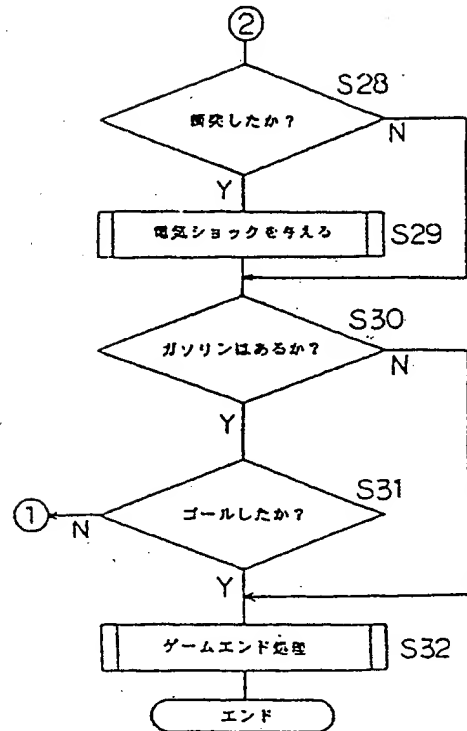 ②
S28
衝突したか?
N
Y
電気ショックを与える
S29
S30
ガソリンはあるか?
N
Y
S31
ゴールしたか?
①
N
Y
ゲームエンド処理
S32
エンド